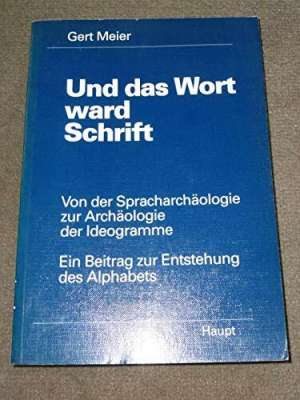 Gert Meier
Und das Wort
ward
Schrift
Von der Spracharchäologie
zur Archäologie
der Ideogramme
Ein Beitrag zur Entstehung
des Alphabets
Haupt